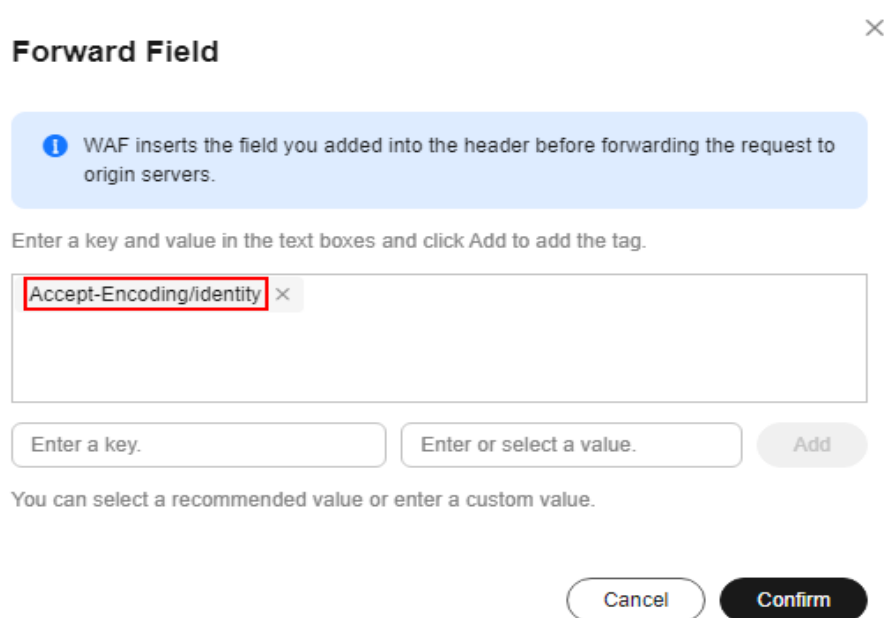 Forward Field
WAF inserts the field you added into the header before forwarding the request to
origin servers.
Enter a key and value in the text boxes and click Add to add the tag.
Accept-Encoding/identity
Enter a key.
Enter or select a value.
Add
You can select a recommended value or enter a custom value.
Cancel
Confirm